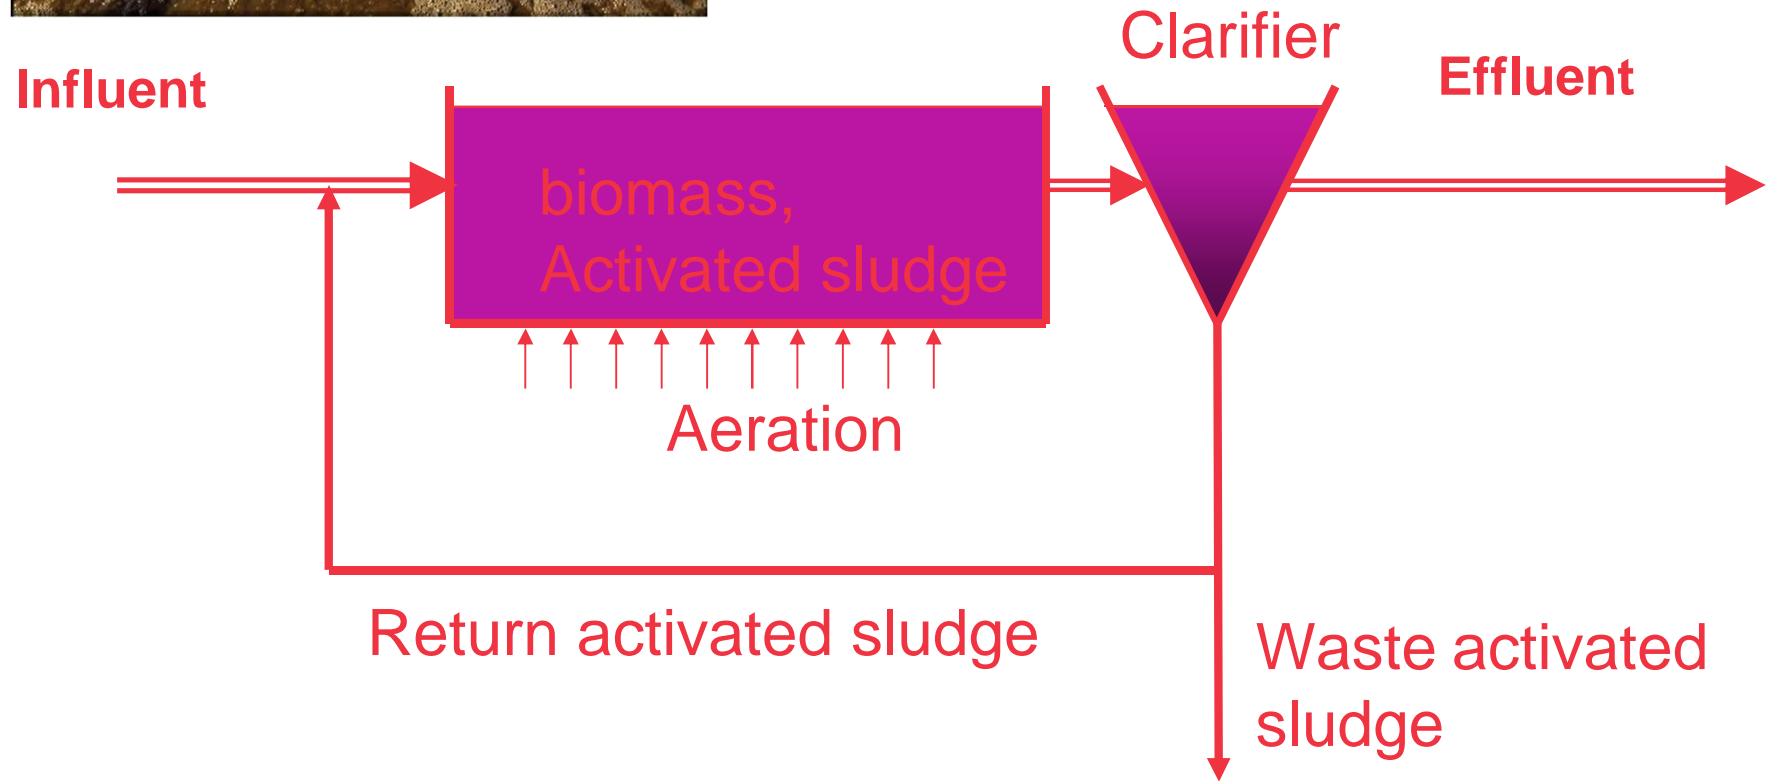 Clarifier
Influent
Effluent
biomass,
Activated sludge
Aeration
Return activated sludge
Waste activated
sludge